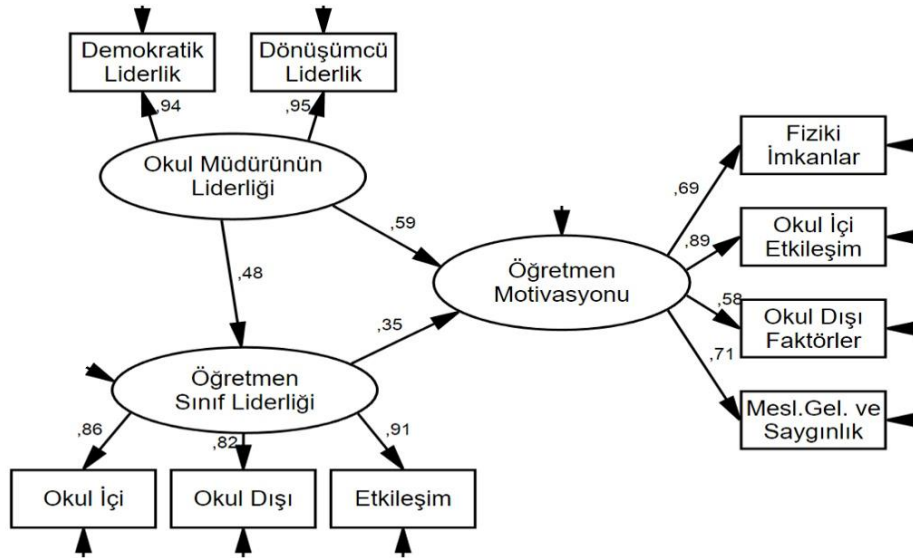 Demokratik
Liderlik
Dönüşümcü
Liderlik
,94
,95
Okul Müdürünün
Liderliği
Fiziki
İmkanlar
,69
,59
Okul İçi
Etkileşim
,89
,48
Öğretmen
Motivasyonu
,58
Okul Dışı
Faktörler
,35
,71
Öğretmen
Sınıf Liderliği
Mesl.Gel. ve
Saygınlık
,86
,82
,91
Okul İçi
Okul Dışı
Etkileşim